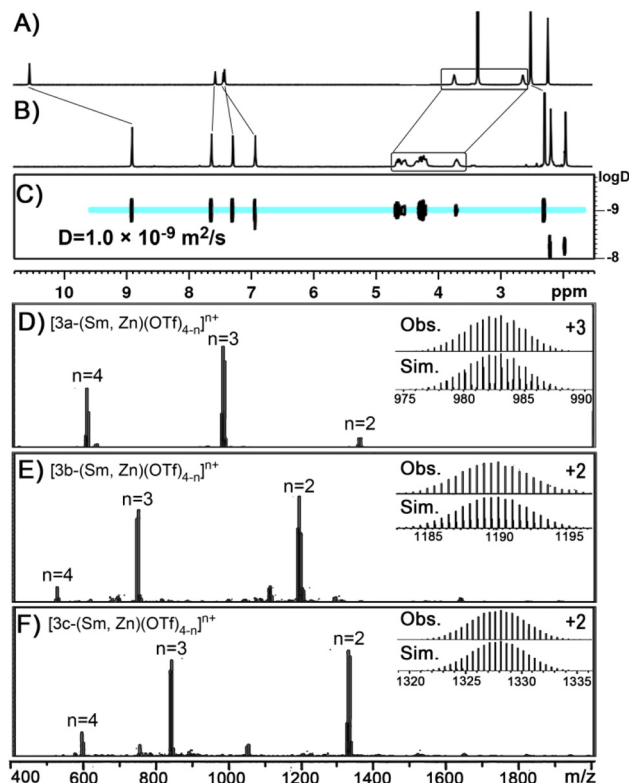 A)
B)
C)
logD
-9
D=1.0 × 10⁻⁹ m²/s
-8
10 9 8 7 6 5 4 3 2 ppm
D) [3a-(Sm, Zn)(OTf)₄₋ₙ]ⁿ⁺
n=3
n=4
n=2
Obs. +3
Sim.
975 980 985 990
E) [3b-(Sm, Zn)(OTf)₄₋ₙ]ⁿ⁺
n=3
n=2
n=4
Obs. +2
Sim.
1185 1190 1195
F) [3c-(Sm, Zn)(OTf)₄₋ₙ]ⁿ⁺
n=3
n=2
n=4
Obs. +2
Sim.
1320 1325 1330 1335
400 600 800 1000 1200 1400 1600 1800 m/z